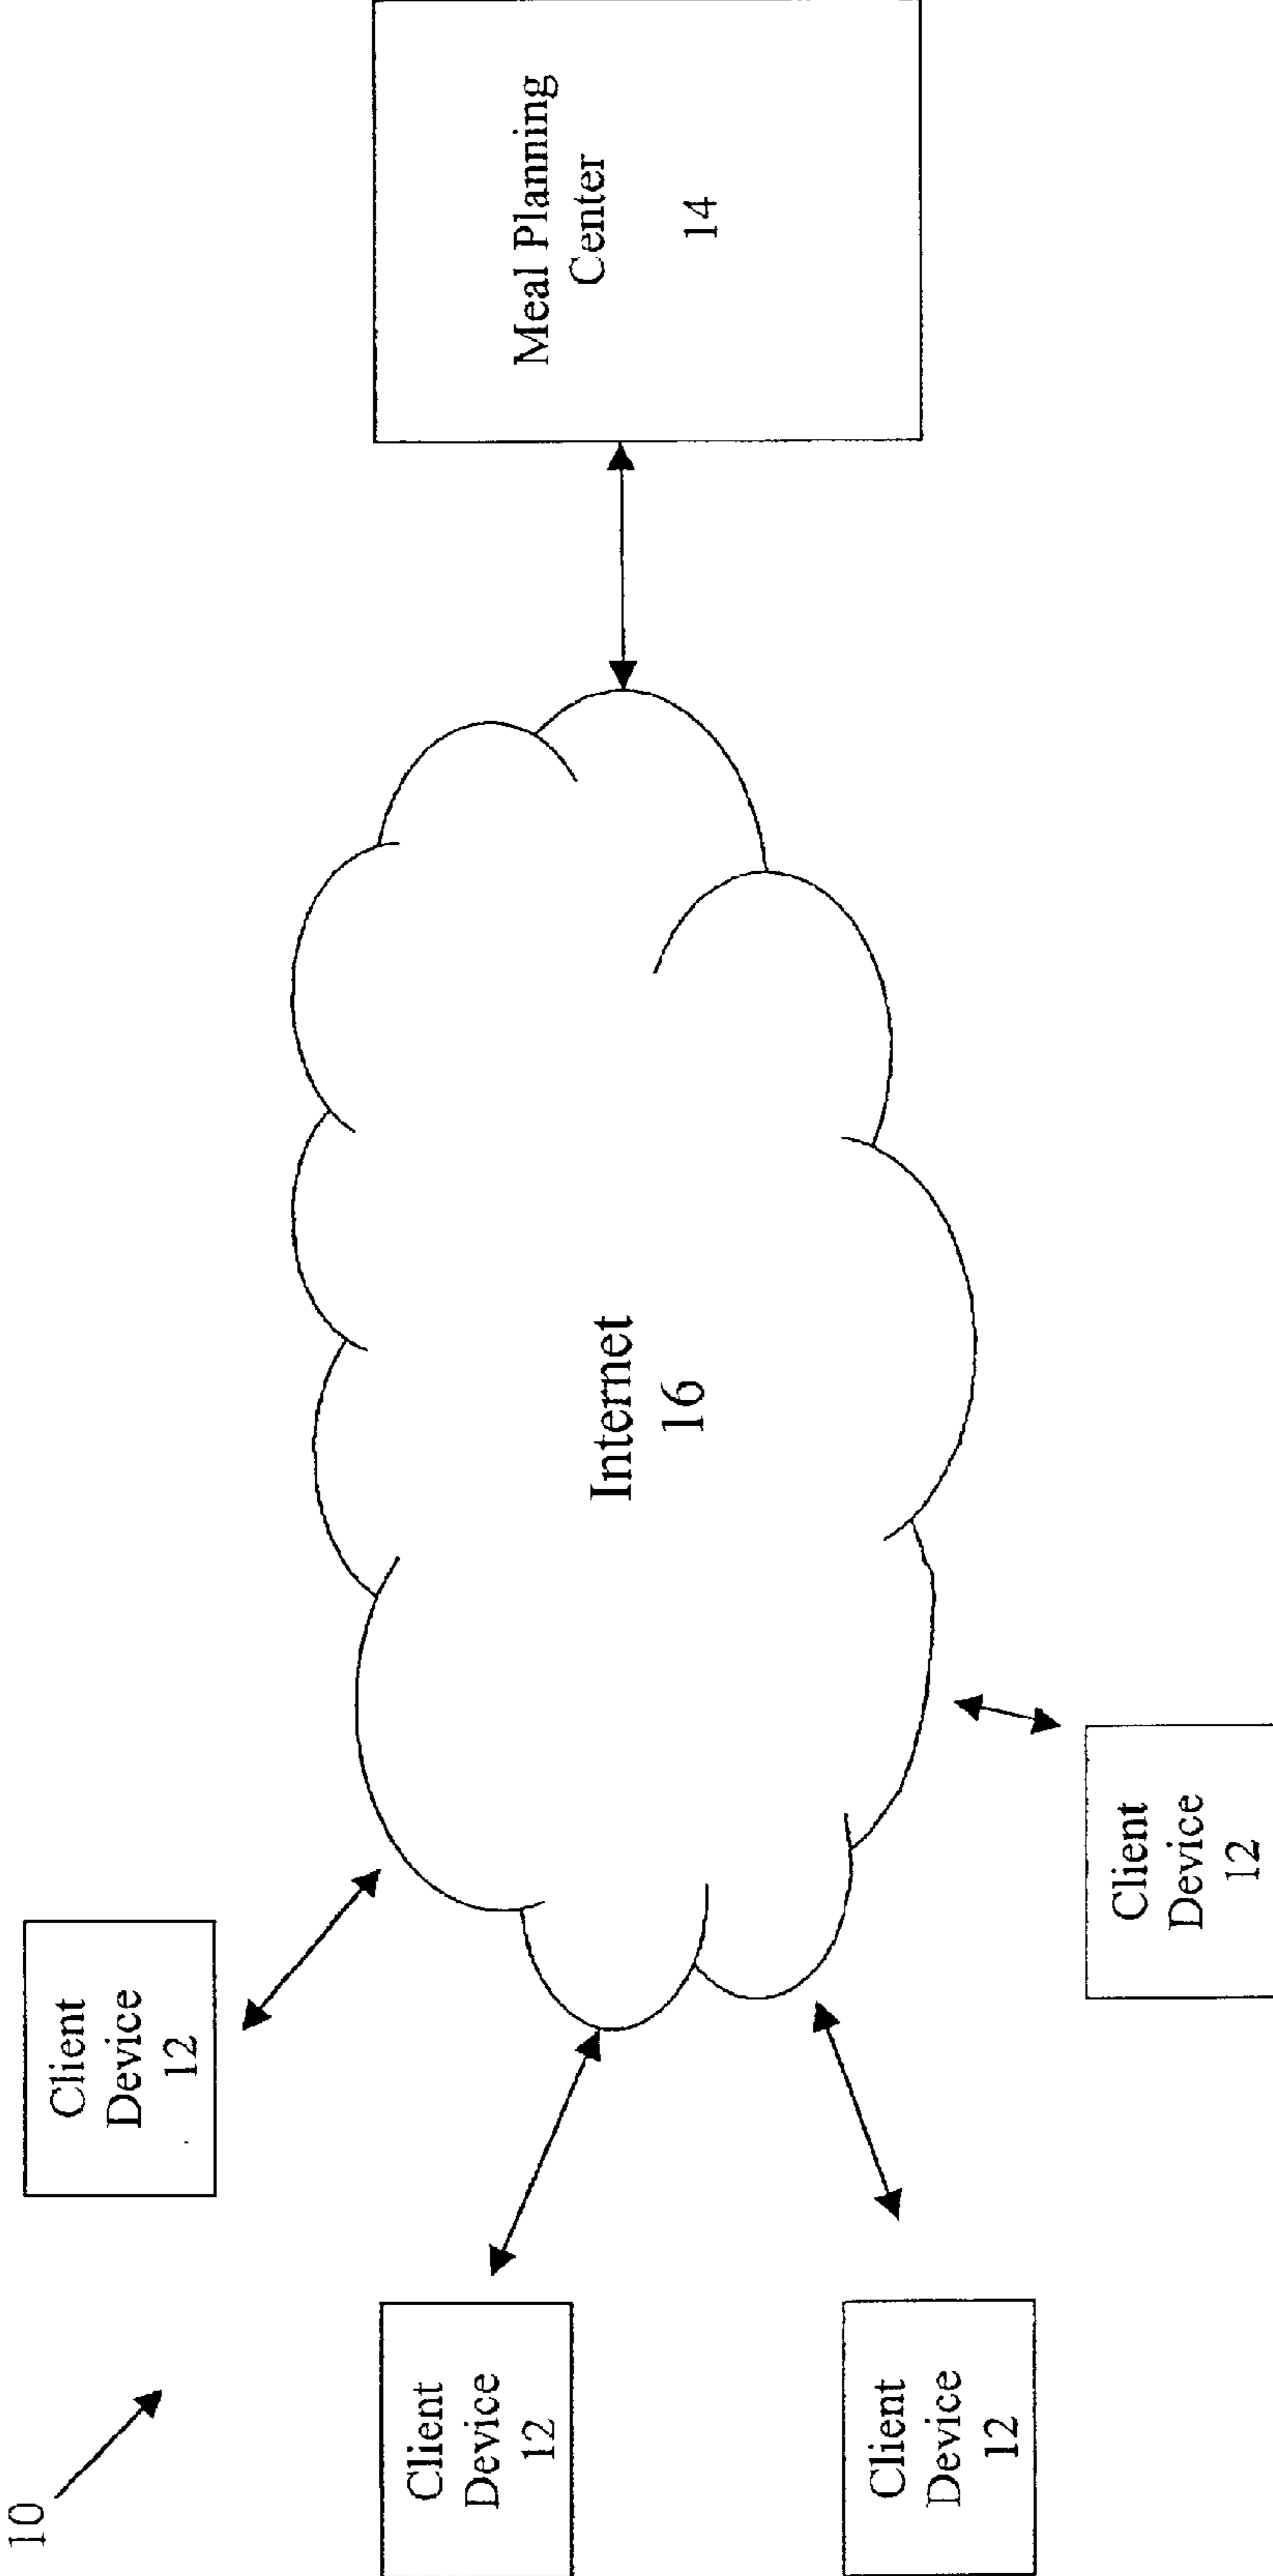 10
Client
Device
12
Client
Device
12
Client
Device
12
Client
Device
12
Internet
16
Meal Planning
Center
14